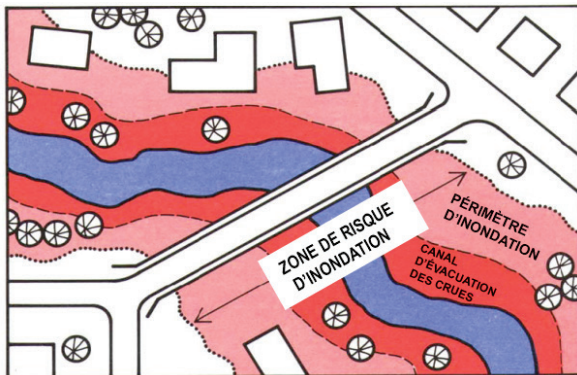 ZONE DE RISQUE
D'INONDATION
PÉRIMÈTRE
D'INONDATION
CANAL
D'ÉVACUATION
DES CRUES